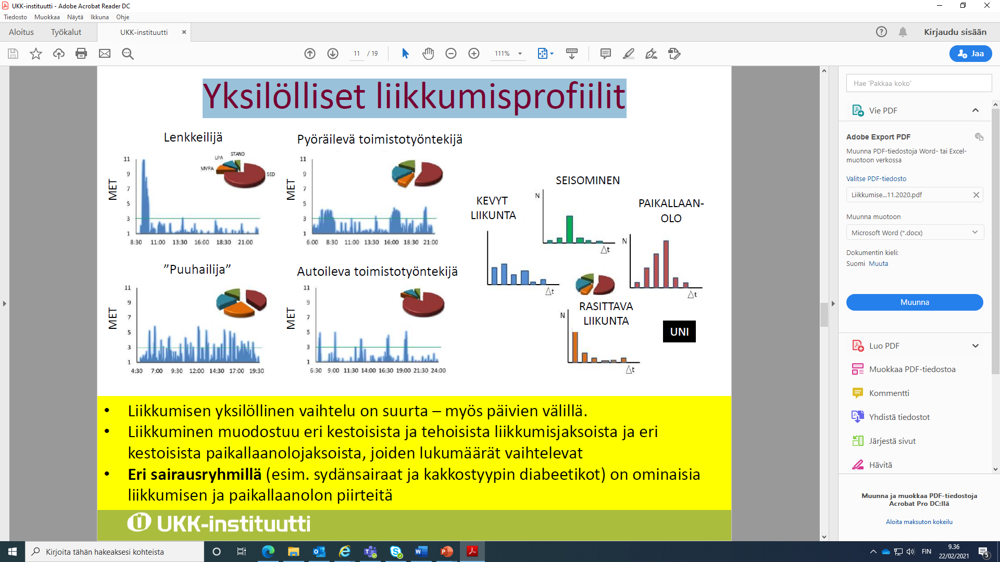 UKK-instituutti - Adobe Acrobat Reader DC
Tiedosto Muokkaa Näytä Ikkuna Ohje
Aloitus Työkalut UKK-instituutti × Kirjaudu sisään
11 / 19 111% Jaa
Yksilölliset liikkumisprofiilit
Lenkkeilijä
MET
11
9
7
5
3
1
8:30 11:00 13:30 16:00 18:30 21:00
STAND
LPA
MVPA
SED
Pyöräilevä toimistotyöntekijä
MET
11
9
7
5
3
1
6:00 8:30 11:00 13:30 16:00 18:30 21:00
"Puuhailija"
MET
11
9
7
5
3
1
4:30 7:00 9:30 12:00 14:30 17:00 19:30
Autoileva toimistotyöntekijä
MET
11
9
7
5
3
1
6:30 9:00 11:30 14:00 16:30 19:00 21:30 24:00
SEISOMINEN
N
Δt
KEVYT
LIIKUNTA
Δt
PAIKALLAAN-
OLO
N
Δt
RASITTAVA
LIIKUNTA
N
Δt
UNI
• Liikkumisen yksilöllinen vaihtelu on suurta – myös päivien välillä.
• Liikkuminen muodostuu eri kestoisista ja tehoisista liikkumisjaksoista ja eri
kestoisista paikallaanolojaksoista, joiden lukumäärät vaihtelevat
• Eri sairausryhmillä (esim. sydänsairaat ja kakkostyypin diabeetikot) on ominaisia
liikkumisen ja paikallaanolon piirteitä
UKK-instituutti
Hae 'Pakkaa koko'
Vie PDF
Adobe Export PDF
Muunna PDF-tiedostoja Word- tai Excel-
muotoon verkossa
Valitse PDF-tiedosto
Liikkumise...11.2020.pdf
Muunna muotoon
Microsoft Word (*.docx)
Dokumentin kieli:
Suomi Muuta
Muunna
Luo PDF
Muokkaa PDF-tiedostoa
Kommentti
Yhdistä tiedostot
Järjestä sivut
Hävitä
Muunna ja muokkaa PDF-tiedostoja
Acrobat Pro DC:llä
Aloita maksuton kokeilu
Kirjoita tähän hakeaksesi kohteista
FIN
9.36
22/02/2021
5